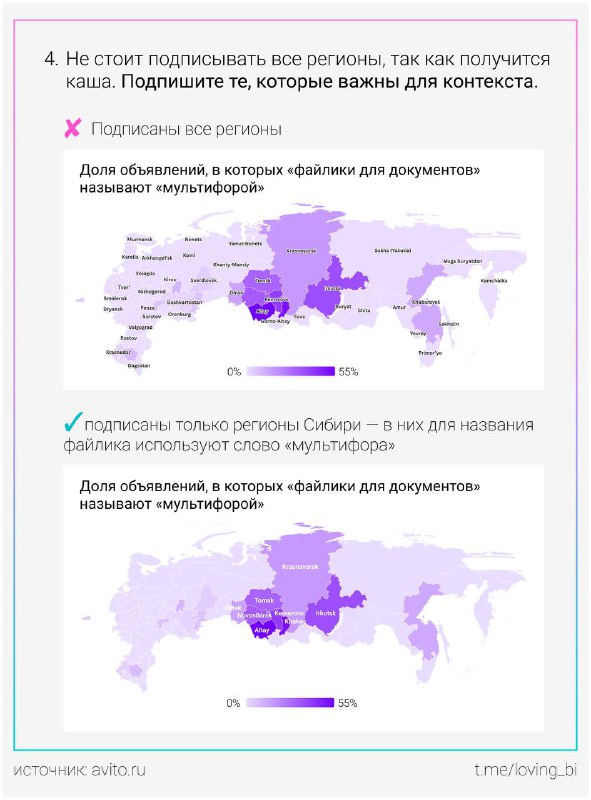 4. Не стоит подписывать все регионы, так как получится
каша. Подпишите те, которые важны для контекста.
✘ Подписаны все регионы
Доля объявлений, в которых «файлики для документов»
называют «мультифорой»
Murmansk
Nenets
Yamal-Nenets
Krasnoyarsk
Sakha (Yakutia)
Karelia
Arkhangel'sk
Komi
Khanty-Mansiy
Maga Buryatdan
Vologda
Kirov
Sverdlovsk
Kamchatka
Tver'
Nizhegorod
Omsk
Tomsk
Irkutsk
Smolensk
Bashkortostan
Kemerovo
Khabarovsk
Bryansk
Penza
Saratov
Orenburg
Altay
Gorno-Altay
Tuva
Buryat
Chita
Amur
Volgograd
Sakhalin
Rostov
Yevrey
Krasnodar
Primor'ye
Dagestan
0% 55%
✓ подписаны только регионы Сибири — в них для названия
файлика используют слово «мультифора»
Доля объявлений, в которых «файлики для документов»
называют «мультифорой»
Krasnoyarsk
Tomsk
Omsk
Novosibirsk
Kemerovo
Irkutsk
Khakass
Altay
0% 55%
источник: avito.ru t.me/loving_bi